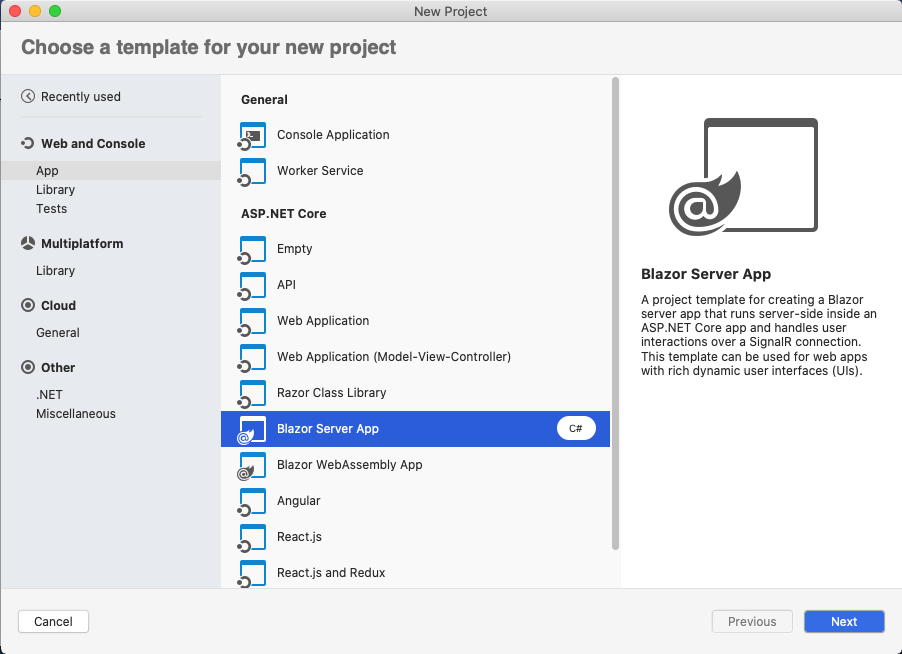 New Project
Choose a template for your new project
Recently used
Web and Console
App
Library
Tests
Multiplatform
Library
Cloud
General
Other
.NET
Miscellaneous
General
Console Application
Worker Service
ASP.NET Core
Empty
API
Web Application
Web Application (Model-View-Controller)
Razor Class Library
Blazor Server App
C#
Blazor WebAssembly App
Angular
React.js
React.js and Redux
Blazor Server App
A project template for creating a Blazor
server app that runs server-side inside an
ASP.NET Core app and handles user
interactions over a SignalR connection.
This template can be used for web apps
with rich dynamic user interfaces (UIs).
Cancel
Previous
Next